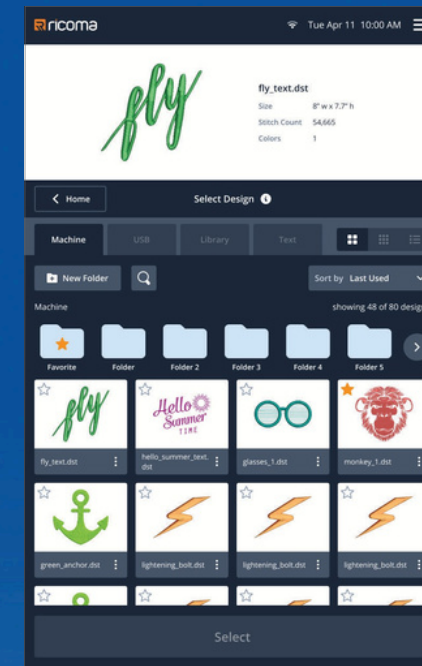 ricoma
Tue Apr 11 10:00 AM
fly
fly_text.dst
Size 8" w x 7.7" h
Stitch Count 54,665
Colors 1
Home
Select Design
Machine USB Library Text
New Folder
Sort by Last Used
Machine
showing 48 of 80 design
Favorite Folder Folder 2 Folder 3 Folder 4 Folder 5
fly
Hello
Summer
TIME
fly_text.dst
hello_summer_text.
dst
glasses_1.dst
monkey_1.dst
green_anchor.dst
lightening_bolt.dst
lightening_bolt.dst
lightening_bolt.dst
Select